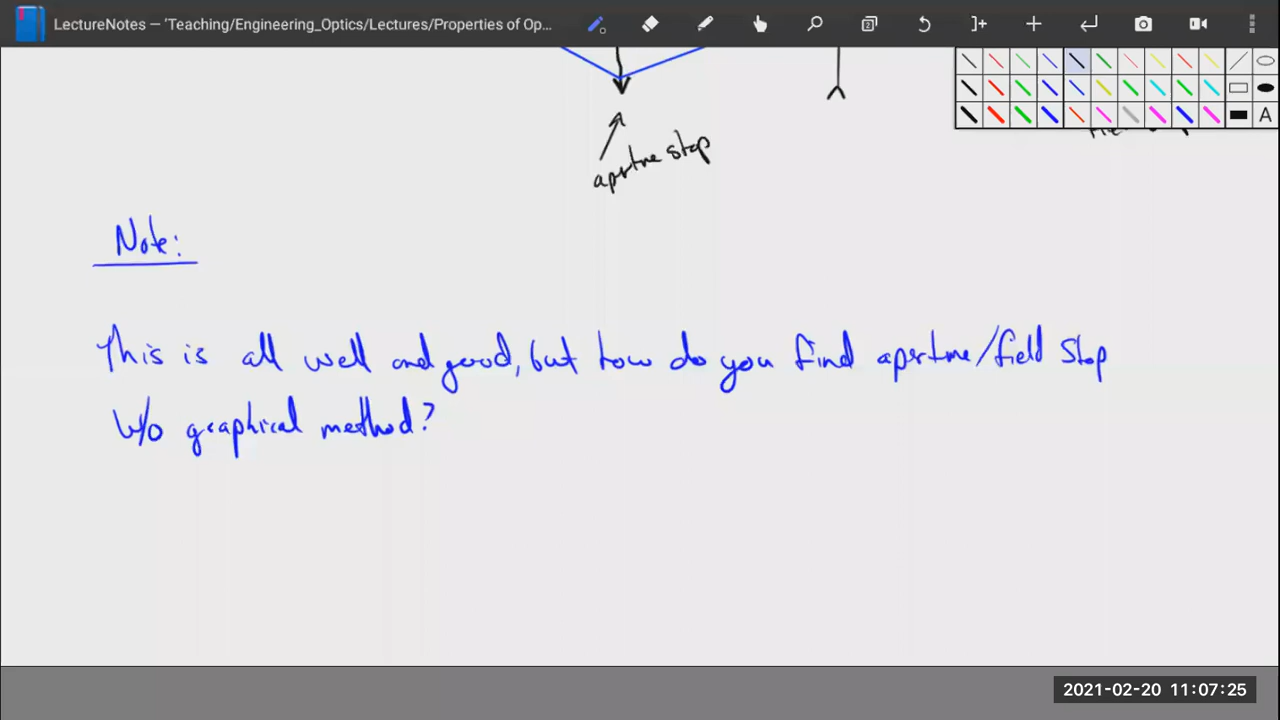 LectureNotes — 'Teaching/Engineering_Optics/Lectures/Properties of Op...
aperture stop
Note:
This is all well and good, but how do you find aperture/field stop
w/o graphical method?
A
2021-02-20 11:07:25